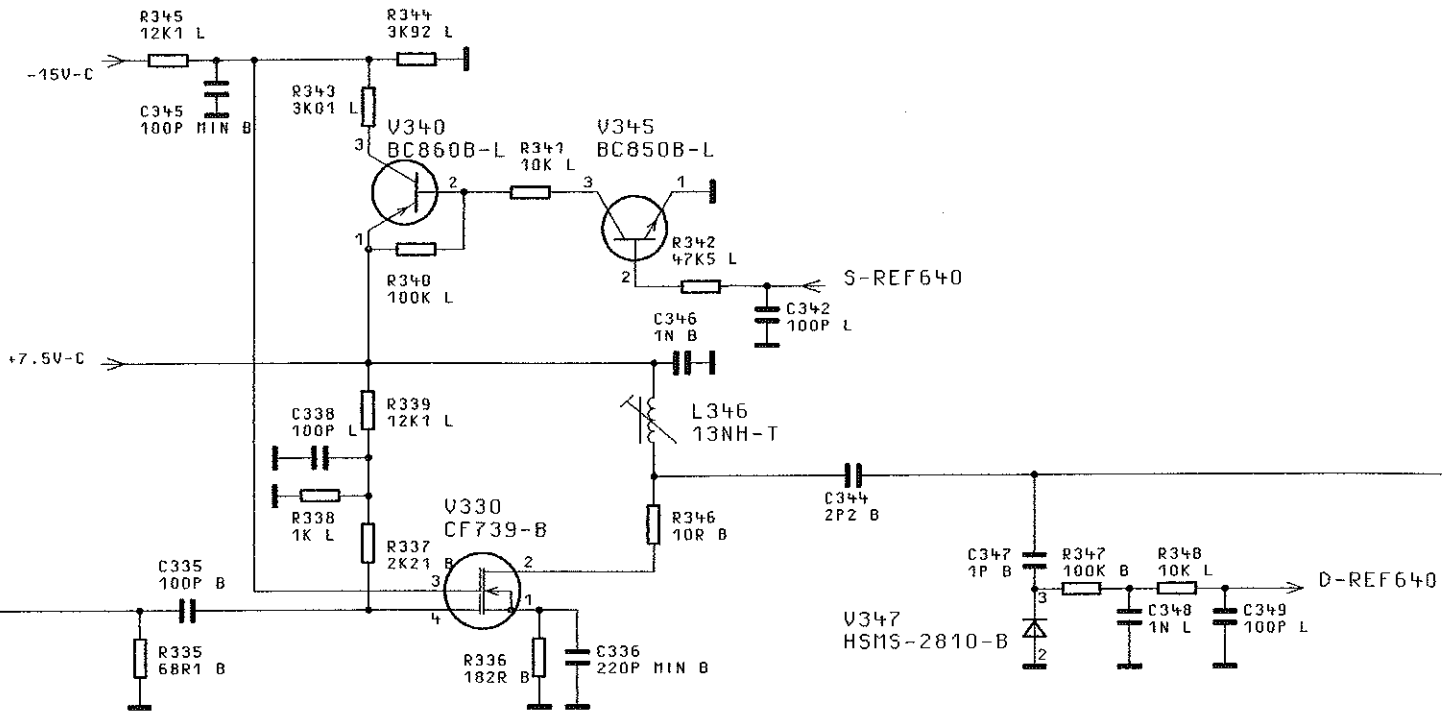 R345
12K1 L
R344
3K92 L
-15V-C
C345
100P MIN B
R343
3K01 L
V340
BC860B-L
3
2
1
R341
10K L
V345
BC850B-L
3
1
2
R342
47K5 L
R340
100K L
S-REF640
C342
100P L
C346
1N B
+7.5V-C
R339
12K1 L
L346
13NH-T
C338
100P L
R338
1K L
V330
CF739-B
R337
2K21 B
R346
10R B
C344
2P2 B
C335
100P B
3
2
1
4
C347
1P B
R347
100K B
R348
10K L
D-REF640
3
V347
HSMS-2810-B
2
C348
1N L
C349
100P L
R335
68R1 B
R336
182R B
C336
220P MIN B